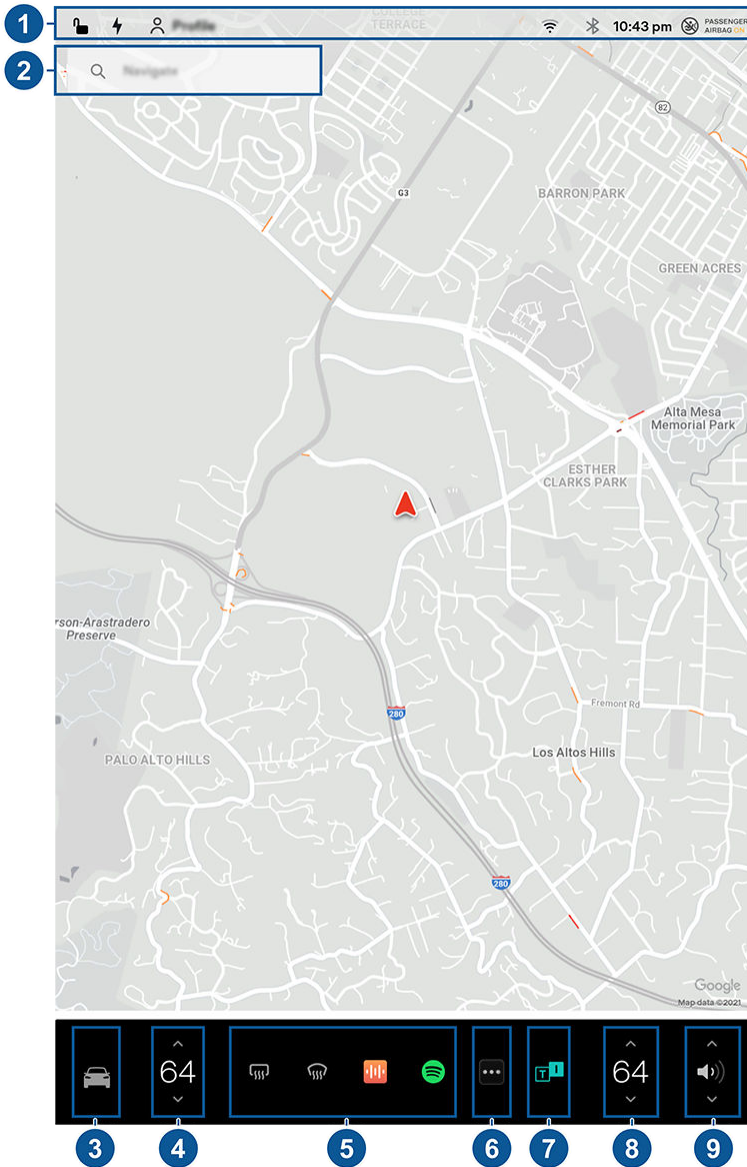 1
COLLEGE
TERRACE
Profile
10:43 pm
PASSENGER
AIRBAG ON
2
Navigate
82
G3
BARRON PARK
GREEN ACRES
Alta Mesa
Memorial Park
ESTHER
CLARKS PARK
rson-Arastradero
Preserve
Fremont Rd
280
Los Altos Hills
PALO ALTO HILLS
280
Google
Map data ©2021
64
T I
64
3
4
5
6
7
8
9